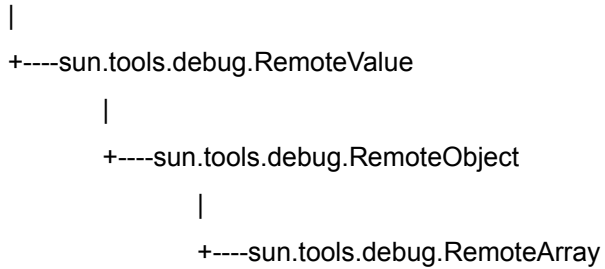 |
+----sun.tools.debug.RemoteValue
|
+----sun.tools.debug.RemoteObject
|
+----sun.tools.debug.RemoteArray